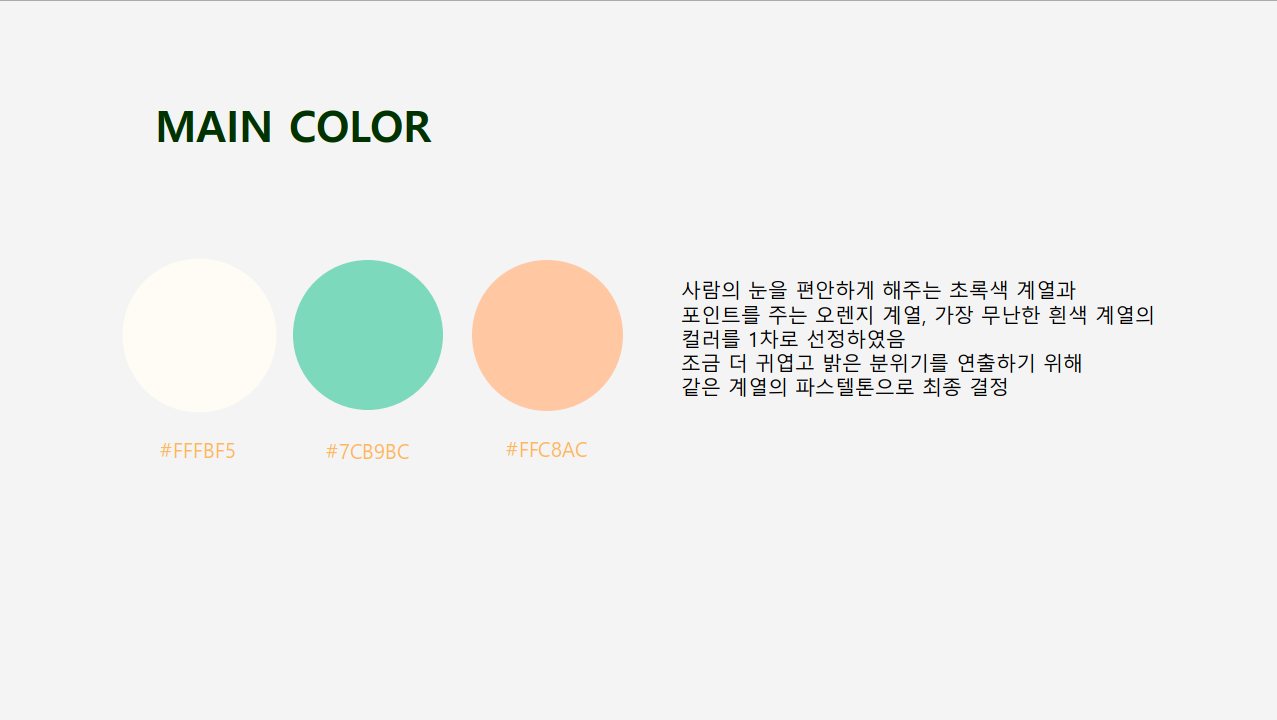 MAIN COLOR
사람의 눈을 편안하게 해주는 초록색 계열과
포인트를 주는 오렌지 계열, 가장 무난한 흰색 계열의
컬러를 1차로 선정하였음
조금 더 귀엽고 밝은 분위기를 연출하기 위해
같은 계열의 파스텔톤으로 최종 결정
#FFFBF5
#7CB9BC
#FFC8AC